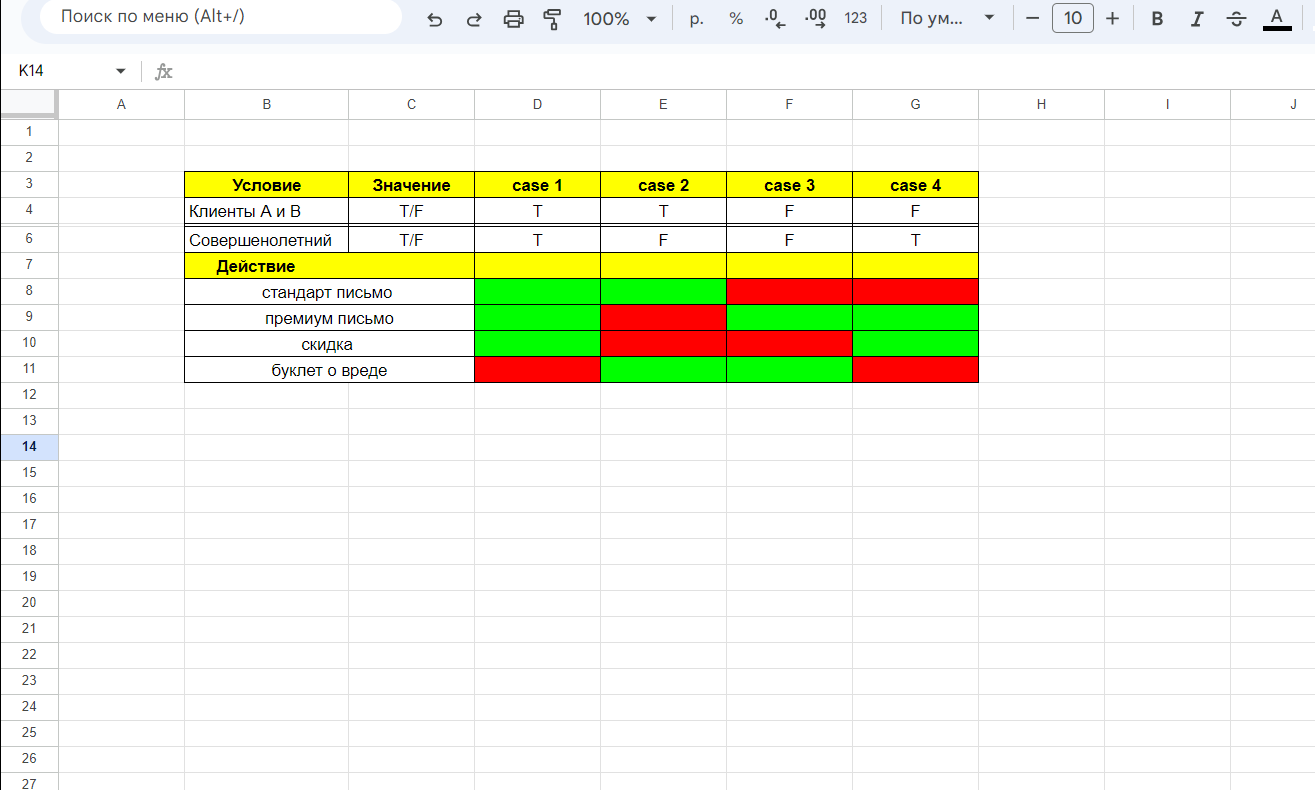 Поиск по меню (Alt+/) 100% р. % .0 .00 123 По ум... 10 B I A
K14 fx
A B C D E F G H I J
1
2
3 Условие Значение case 1 case 2 case 3 case 4
4 Клиенты А и В T/F T T F F
6 Совершенолетний T/F T F F T
7 Действие
8 стандарт письмо
9 премиум письмо
10 скидка
11 буклет о вреде
12
13
14
15
16
17
18
19
20
21
22
23
24
25
26
27